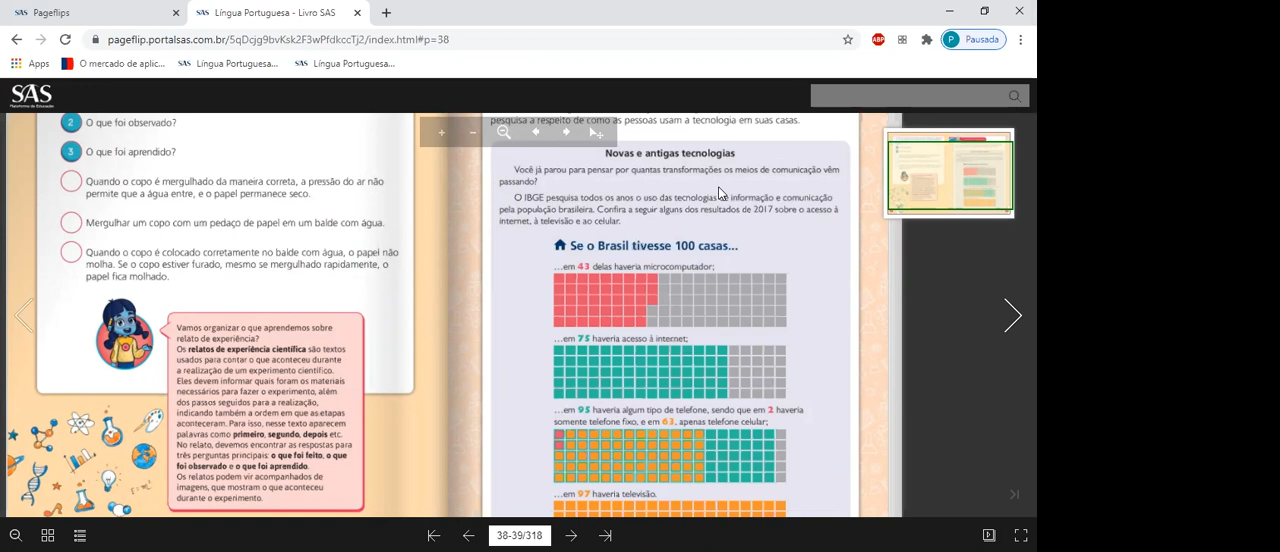 SAS Pageflips
SAS Língua Portuguesa - Livro SAS
pageflip.portalsas.com.br/5qDcjg9bvKsk2F3wPfdkccTj2/index.html#p=38
ABP
P Pausada
Apps
O mercado de aplic...
SAS Língua Portuguesa...
SAS Língua Portuguesa...
SAS
Plataforma de Educação
2 O que foi observado?
3 O que foi aprendido?
Quando o copo é mergulhado da maneira correta, a pressão do ar não
permite que a água entre, e o papel permanece seco.
Mergulhar um copo com um pedaço de papel em um balde com água.
Quando o copo é colocado corretamente no balde com água, o papel não
molha. Se o copo estiver furado, mesmo se mergulhado rapidamente, o
papel fica molhado.
Vamos organizar o que aprendemos sobre
relato de experiência?
Os relatos de experiência científica são textos
usados para contar o que aconteceu durante
a realização de um experimento científico.
Eles devem informar quais foram os materiais
necessários para fazer o experimento, além
dos passos seguidos para a realização,
indicando também a ordem em que as etapas
aconteceram. Para isso, nesse texto aparecem
palavras como primeiro, segundo, depois etc.
No relato, devemos encontrar as respostas para
três perguntas principais: o que foi feito, o que
foi observado e o que foi aprendido.
Os relatos podem vir acompanhados de
imagens, que mostram o que aconteceu
durante o experimento.
pesquisa a respeito de como as pessoas usam a tecnologia em suas casas.
Novas e antigas tecnologias
Você já parou para pensar por quantas transformações os meios de comunicação vêm
passando?
O IBGE pesquisa todos os anos o uso das tecnologias de informação e comunicação
pela população brasileira. Confira a seguir alguns dos resultados de 2017 sobre o acesso à
internet, à televisão e ao celular.
Se o Brasil tivesse 100 casas...
...em 43 delas haveria microcomputador;
...em 75 haveria acesso à internet;
...em 95 haveria algum tipo de telefone, sendo que em 2 haveria
somente telefone fixo, e em 63, apenas telefone celular;
...em 97 haveria televisão.
38-39/318